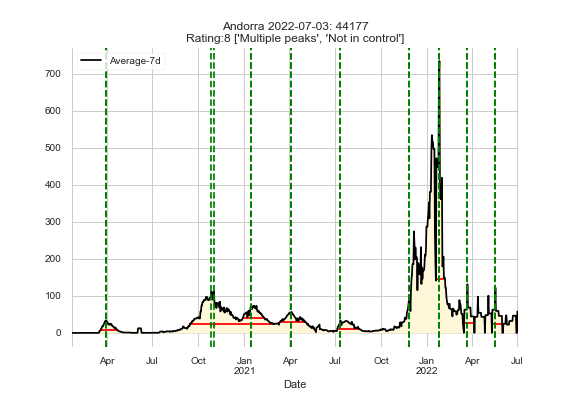 Andorra 2022-07-03: 44177
Rating:8 ['Multiple peaks', 'Not in control']
Average-7d
700
600
500
400
300
200
100
0
Apr Jul Oct Jan Apr Jul Oct Jan Apr Jul
2021 2022
Date